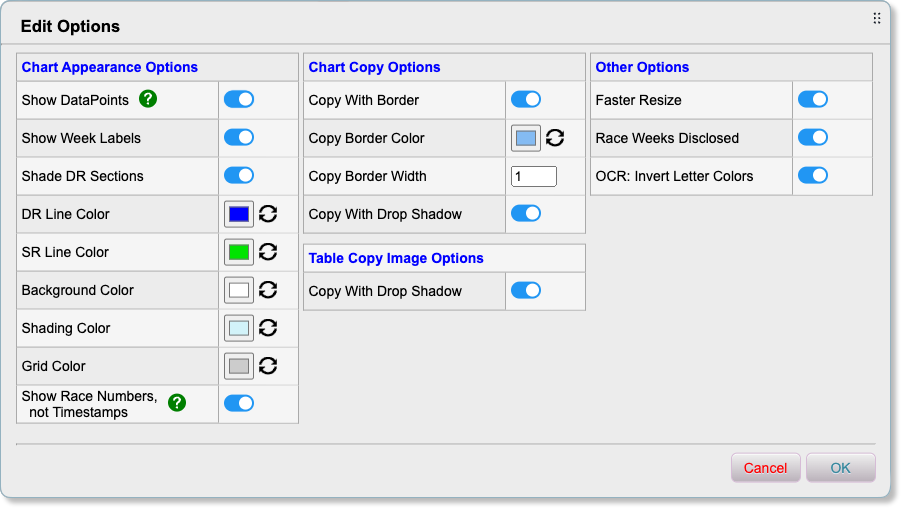 Edit Options
Chart Appearance Options
Show DataPoints ?
Show Week Labels
Shade DR Sections
DR Line Color
SR Line Color
Background Color
Shading Color
Grid Color
Show Race Numbers,
not Timestamps ?
Chart Copy Options
Copy With Border
Copy Border Color
Copy Border Width 1
Copy With Drop Shadow
Table Copy Image Options
Copy With Drop Shadow
Other Options
Faster Resize
Race Weeks Disclosed
OCR: Invert Letter Colors
Cancel OK